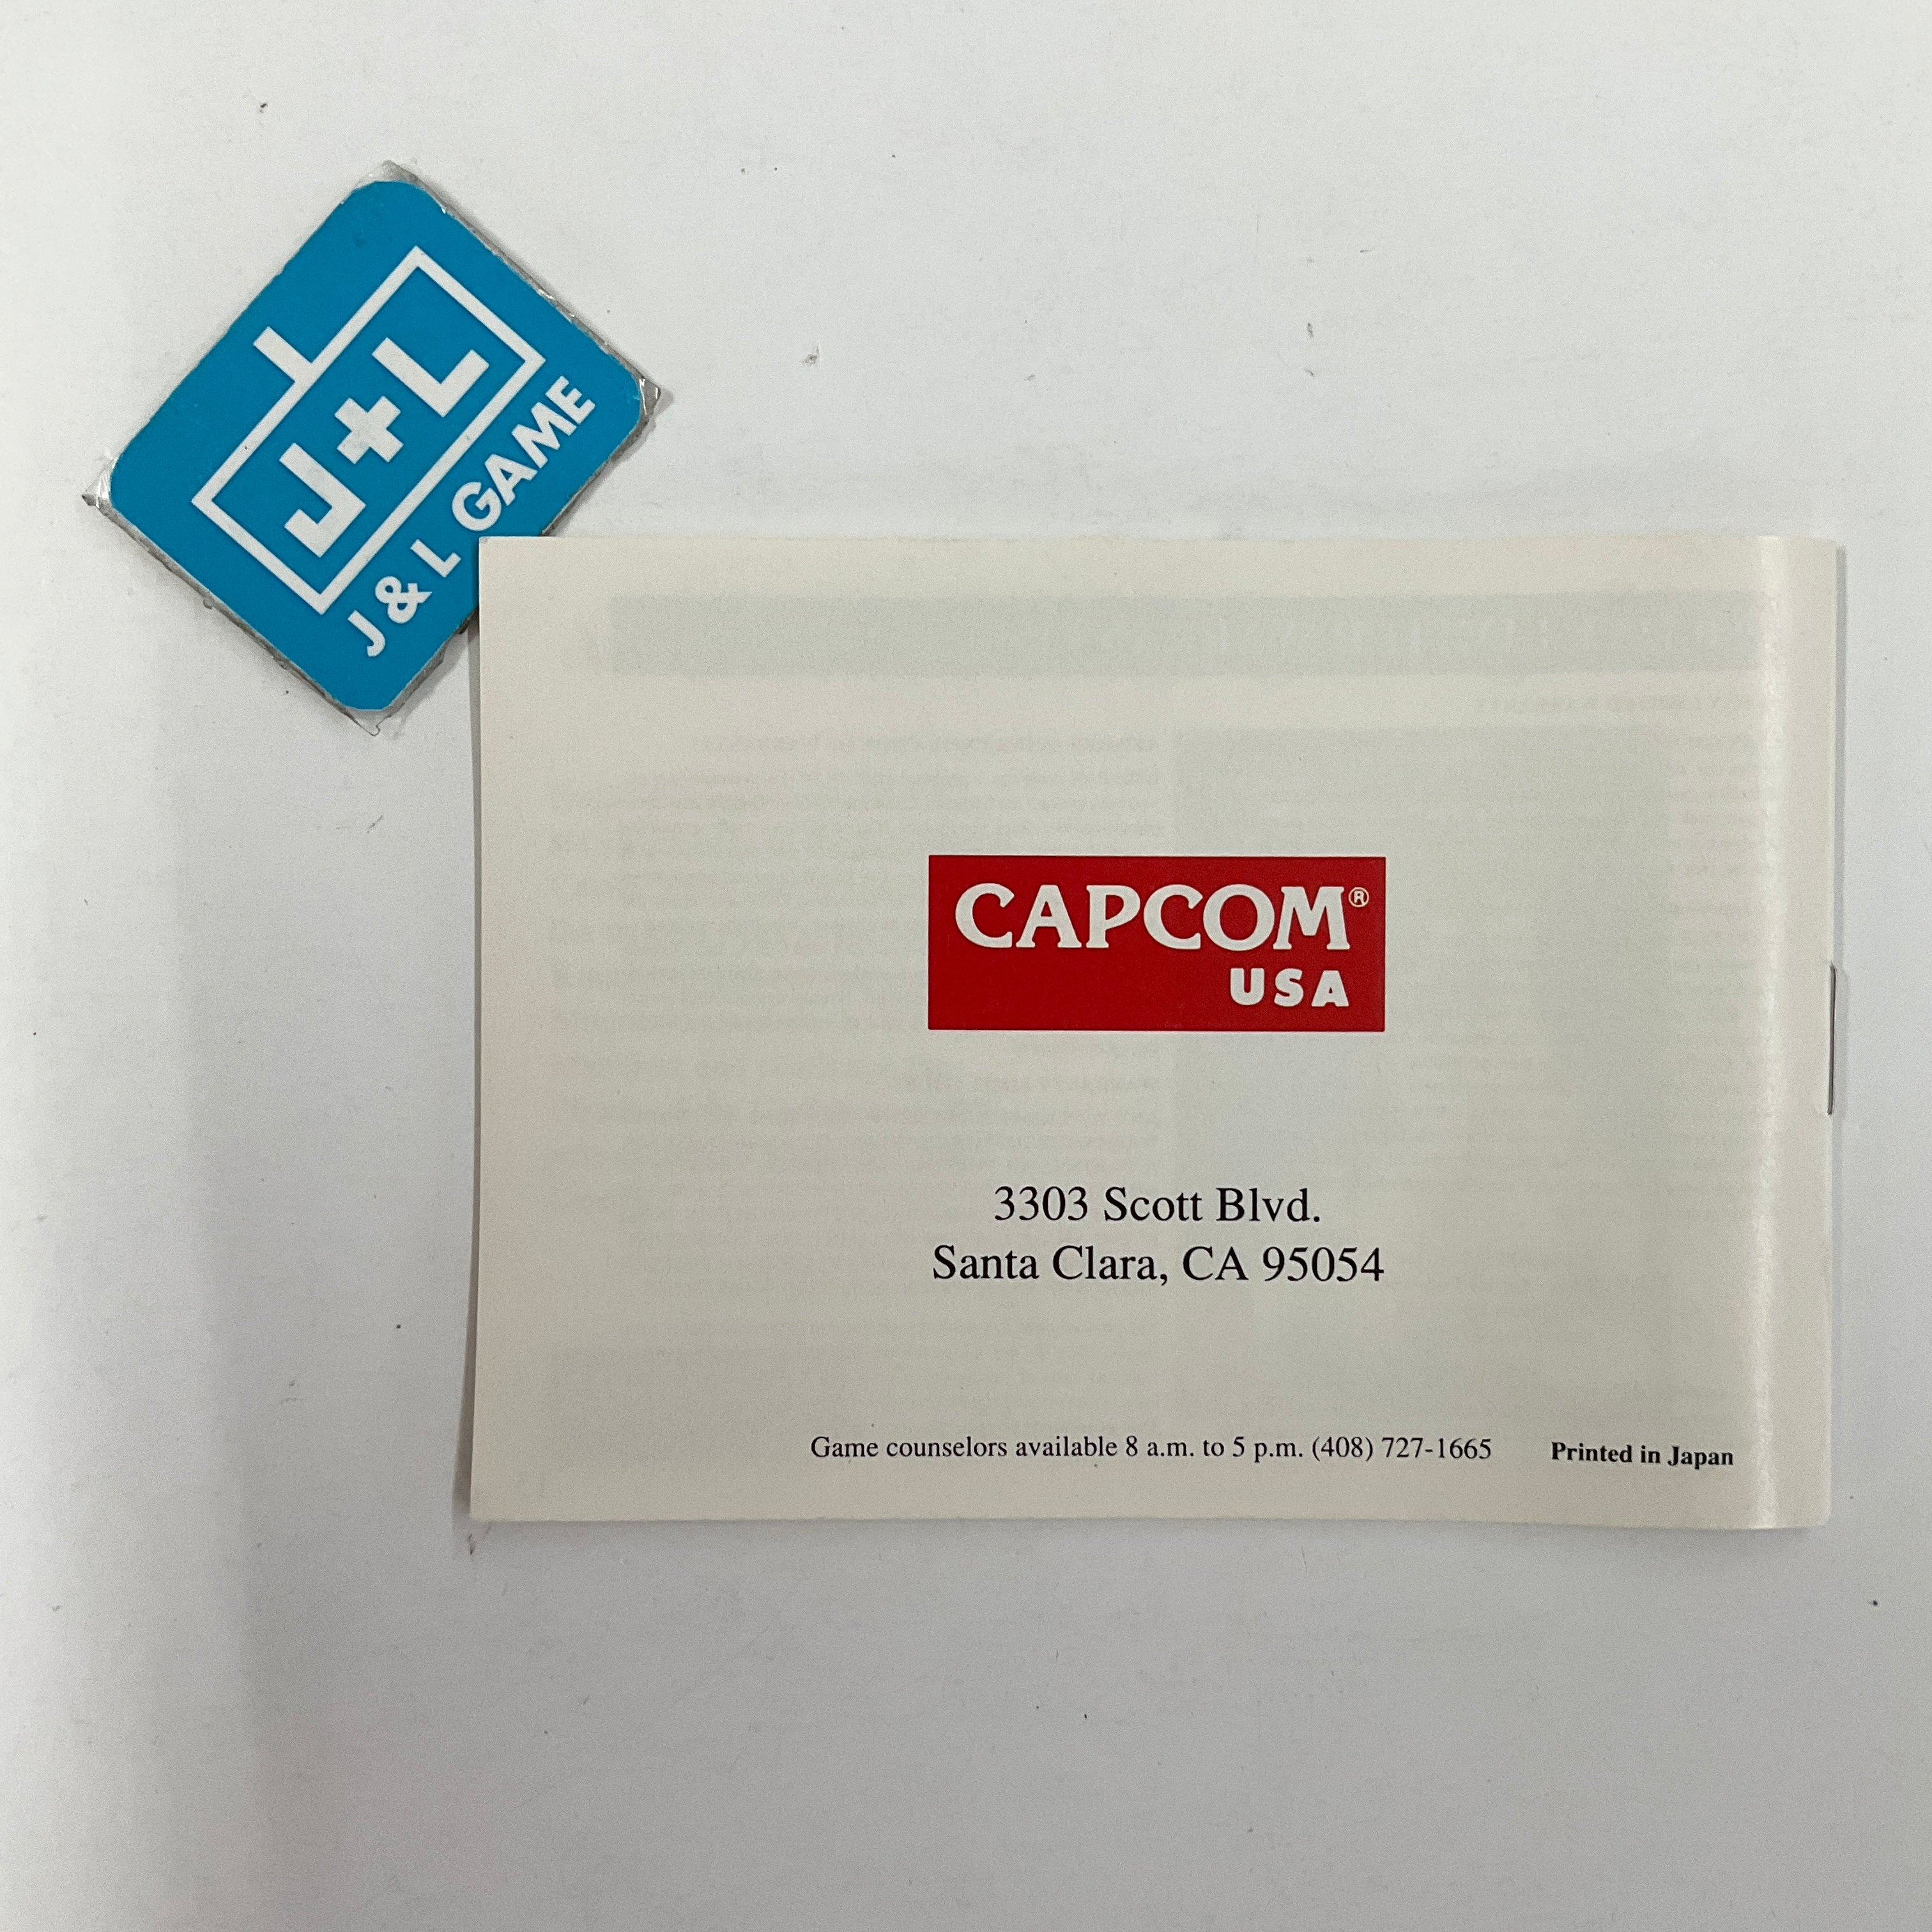 J+L
J & L GAME
CAPCOM®
USA
3303 Scott Blvd.
Santa Clara, CA 95054
Game counselors available 8 a.m. to 5 p.m. (408) 727-1665
Printed in Japan